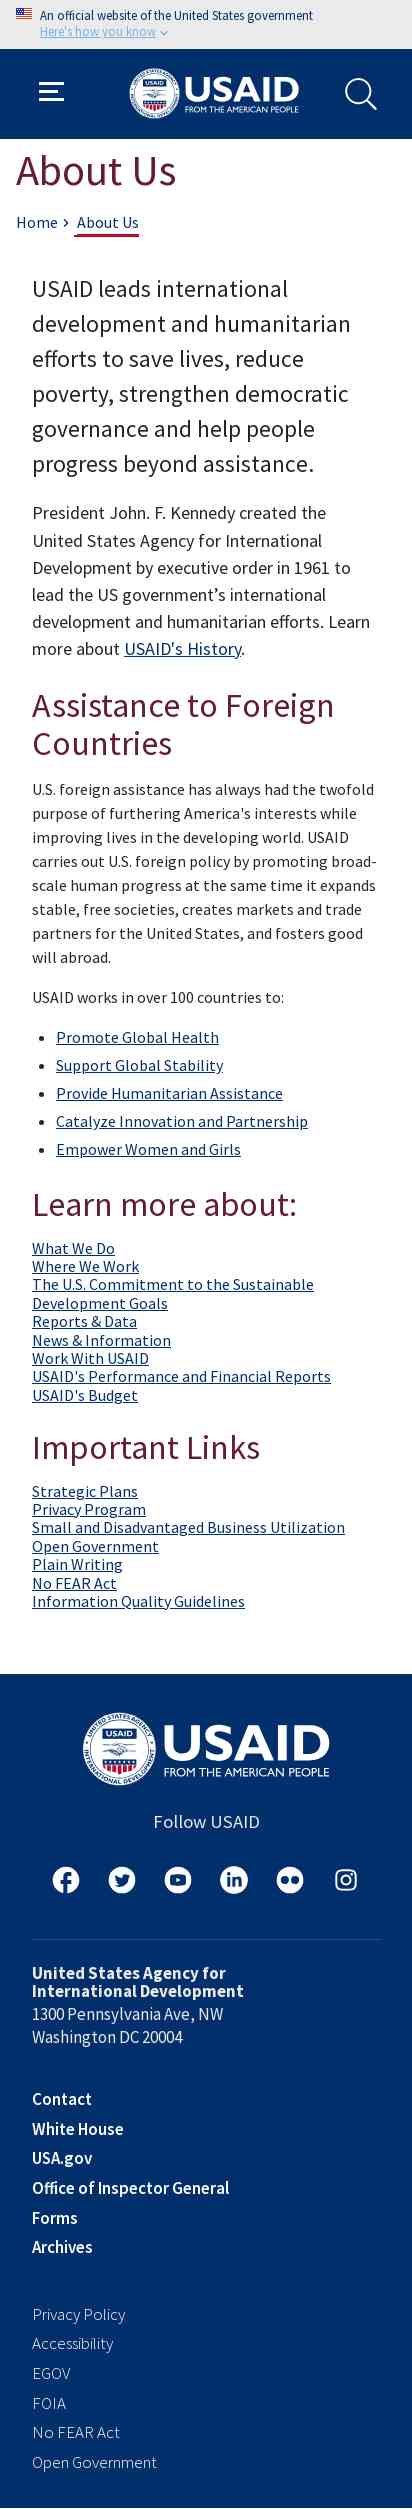 An official website of the United States government
Here's how you know
USAID
FROM THE AMERICAN PEOPLE
About Us
Home › About Us
USAID leads international
development and humanitarian
efforts to save lives, reduce
poverty, strengthen democratic
governance and help people
progress beyond assistance.
President John. F. Kennedy created the
United States Agency for International
Development by executive order in 1961 to
lead the US government’s international
development and humanitarian efforts. Learn
more about USAID's History.
Assistance to Foreign
Countries
U.S. foreign assistance has always had the twofold
purpose of furthering America's interests while
improving lives in the developing world. USAID
carries out U.S. foreign policy by promoting broad-
scale human progress at the same time it expands
stable, free societies, creates markets and trade
partners for the United States, and fosters good
will abroad.
USAID works in over 100 countries to:
• Promote Global Health
• Support Global Stability
• Provide Humanitarian Assistance
• Catalyze Innovation and Partnership
• Empower Women and Girls
Learn more about:
What We Do
Where We Work
The U.S. Commitment to the Sustainable
Development Goals
Reports & Data
News & Information
Work With USAID
USAID's Performance and Financial Reports
USAID's Budget
Important Links
Strategic Plans
Privacy Program
Small and Disadvantaged Business Utilization
Open Government
Plain Writing
No FEAR Act
Information Quality Guidelines
UNITED STATES AGENCY
USAID
INTERNATIONAL DEVELOPMENT
USAID
FROM THE AMERICAN PEOPLE
Follow USAID
United States Agency for
International Development
1300 Pennsylvania Ave, NW
Washington DC 20004
Contact
White House
USA.gov
Office of Inspector General
Forms
Archives
Privacy Policy
Accessibility
EGOV
FOIA
No FEAR Act
Open Government